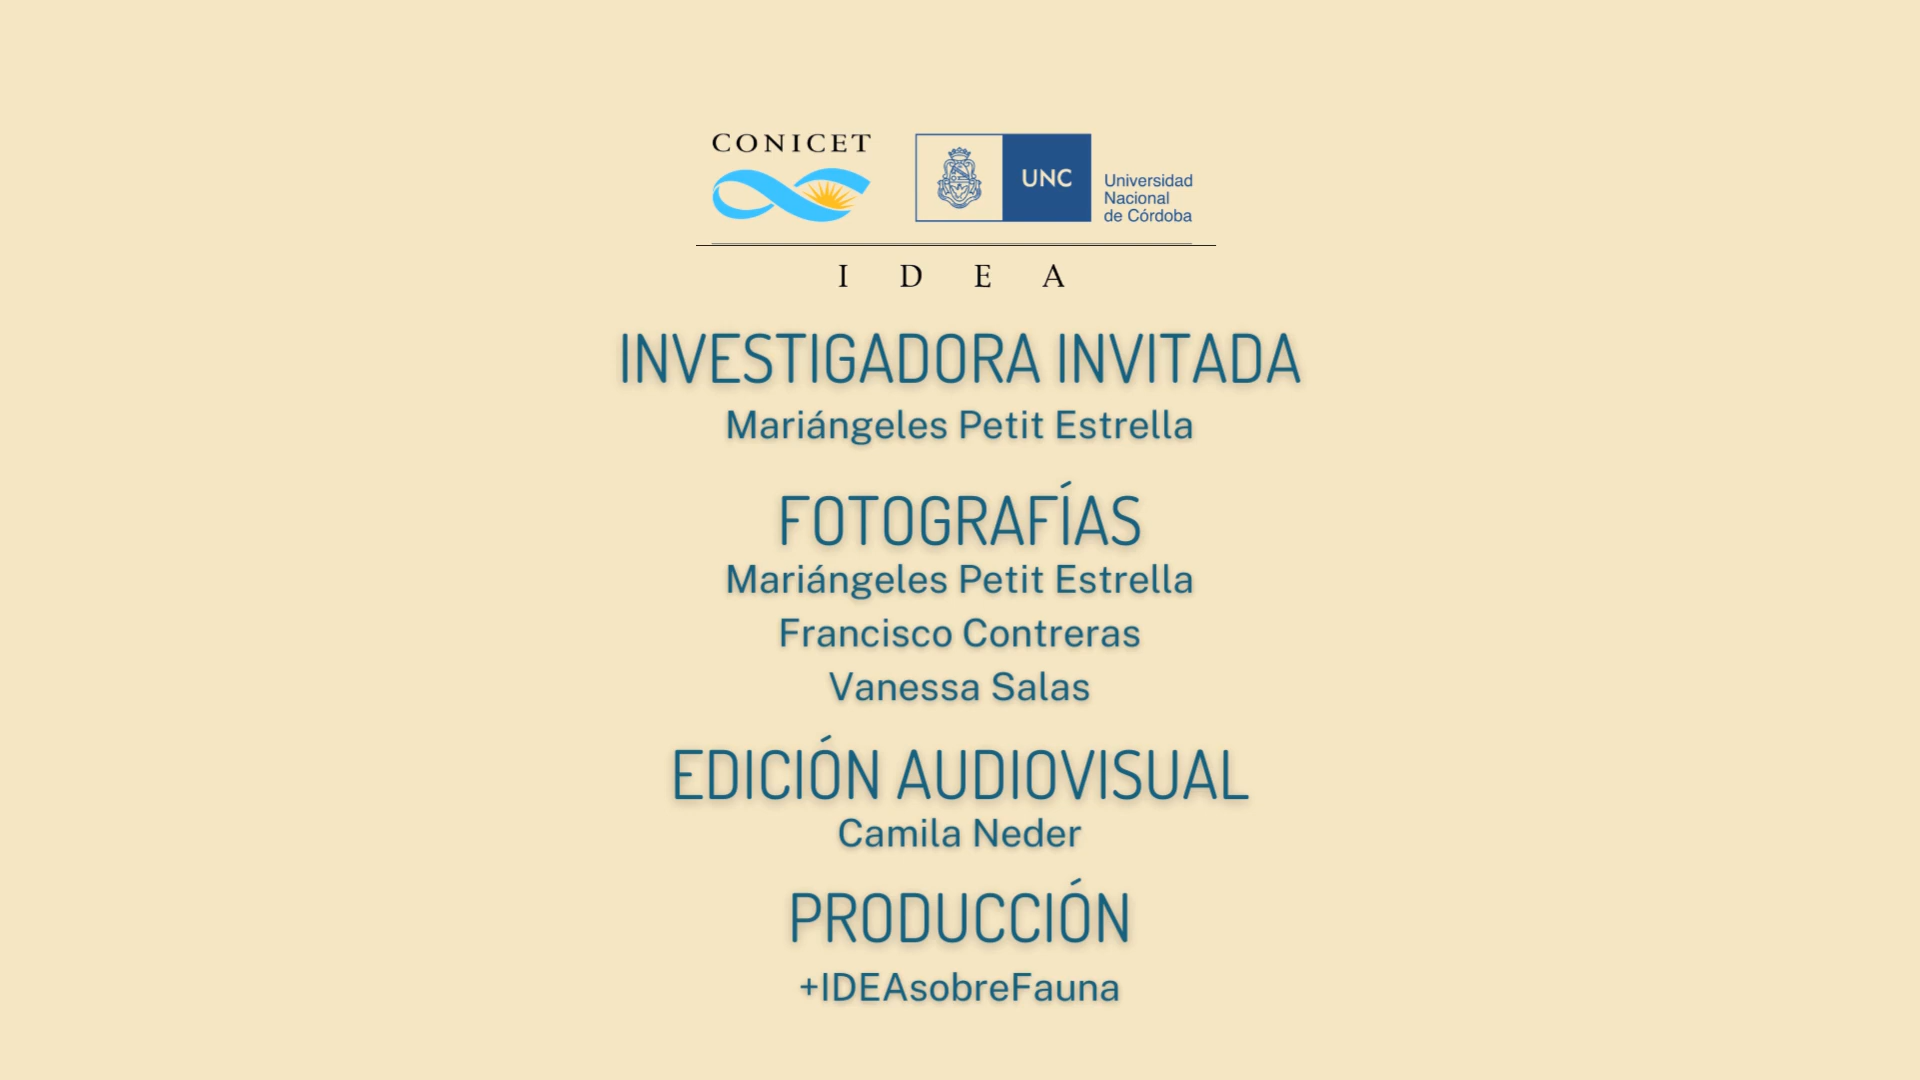 CONICET
UNC
Universidad
Nacional
de Córdoba
I D E A
INVESTIGADORA INVITADA
Mariángeles Petit Estrella
FOTOGRAFÍAS
Mariángeles Petit Estrella
Francisco Contreras
Vanessa Salas
EDICIÓN AUDIOVISUAL
Camila Neder
PRODUCCIÓN
+IDEAsobreFauna